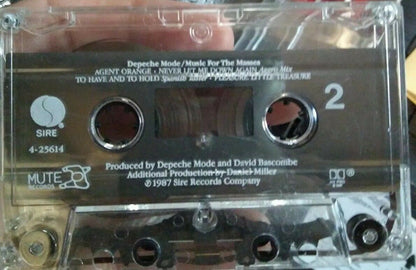 Depeche Mode/Music For The Masses
AGENT ORANGE · NEVER LET ME DOWN AGAIN Aggro Mix
TO HAVE AND TO HOLD Spanish Taster · PLEASURE LITTLE TREASURE
2
SIRE
4-25614
Produced by Depeche Mode and David Bascombe
Additional Production by Daniel Miller
℗1987 Sire Records Company
MUTE
RECORDS